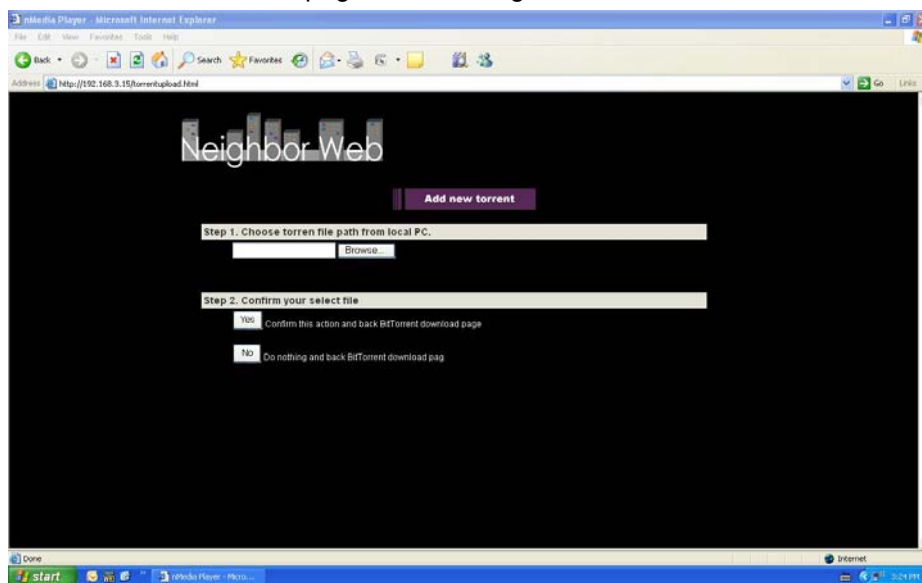 nMedia Player - Microsoft Internet Explorer
File Edit View Favorites Tools Help
Back Search Favorites
Address http://192.168.3.15/torrentupload.html Go Links
Neighbor Web
Add new torrent
Step 1. Choose torren file path from local PC.
Browse...
Step 2. Confirm your select file
Yes Confirm this action and back BitTorrent download page
No Do nothing and back BitTorrent download pag
Done Internet
start nMedia Player - Micro... 3:24 PM